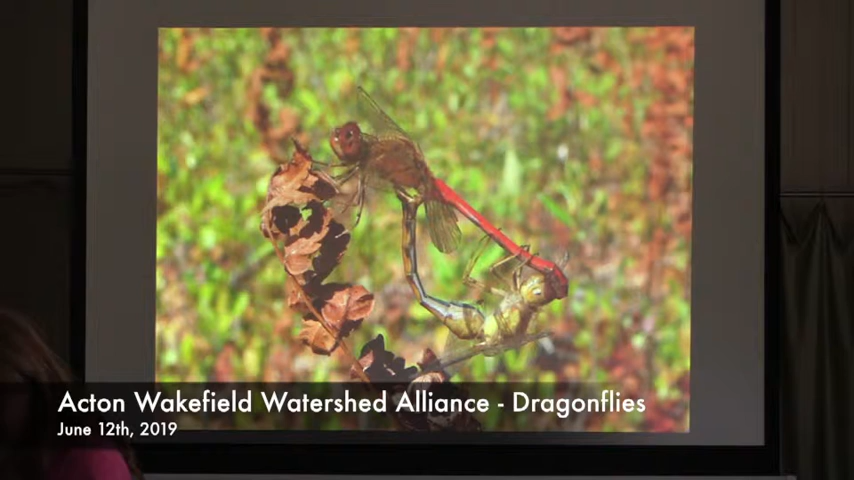 Acton Wakefield Watershed Alliance - Dragonflies
June 12th, 2019